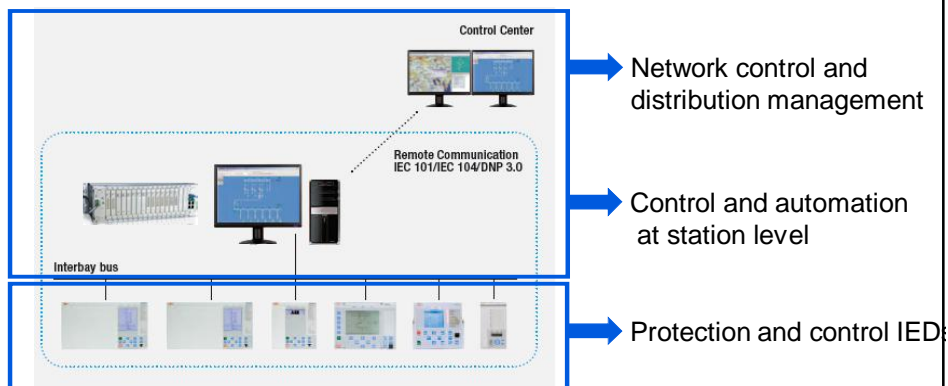 Control Center
Network control and
distribution management
Remote Communication
IEC 101/IEC 104/DNP 3.0
Control and automation
at station level
Interbay bus
Protection and control IEDs